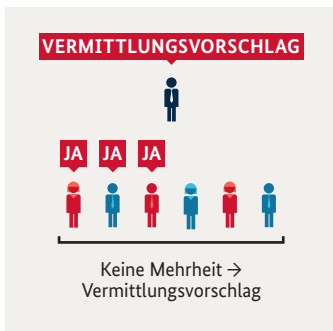 VERMITTLUNGSVORSCHLAG
JA JA JA
Keine Mehrheit →
Vermittlungsvorschlag